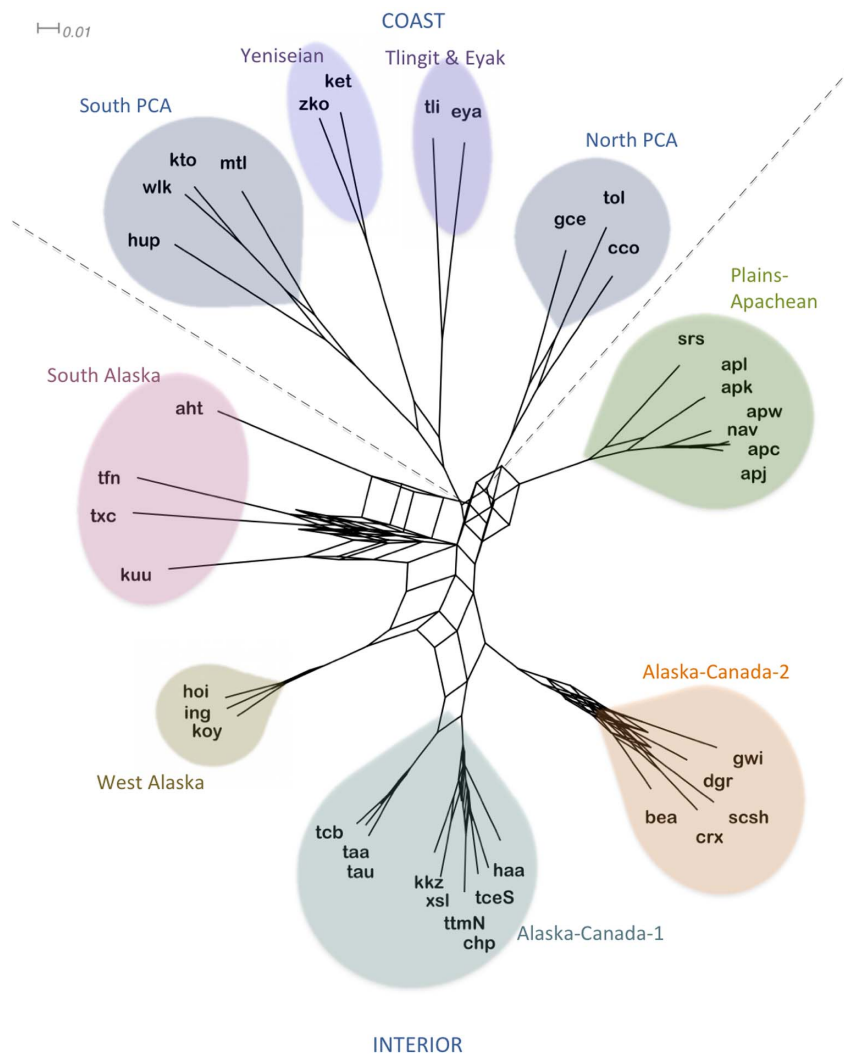 COAST
0.01
Yeniseian
Tlingit & Eyak
ket
zko
tli
eya
South PCA
kto
mtl
wlk
hup
North PCA
tol
gce
cco
Plains-
Apachean
srs
apl
apk
apw
nav
apc
apj
South Alaska
aht
tfn
txc
kuu
hoi
ing
koy
West Alaska
Alaska-Canada-2
gwi
dgr
bea
scsh
crx
tcb
taa
tau
kkz
xsl
haa
tceS
ttmN
chp
Alaska-Canada-1
INTERIOR